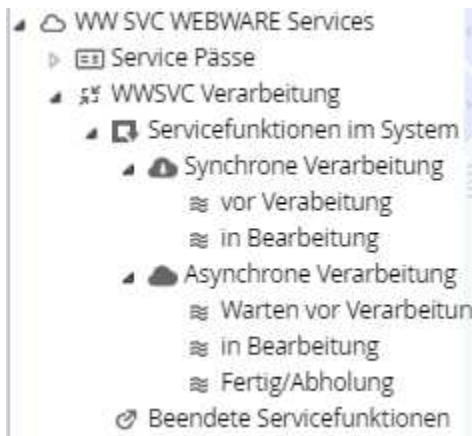 WW SVC WEBWARE Services
Service Pässe
WWSVC Verarbeitung
Servicefunktionen im System
Synchrone Verarbeitung
vor Verabeitung
in Bearbeitung
Asynchrone Verarbeitung
Warten vor Verarbeitun
in Bearbeitung
Fertig/Abholung
Beendete Servicefunktionen